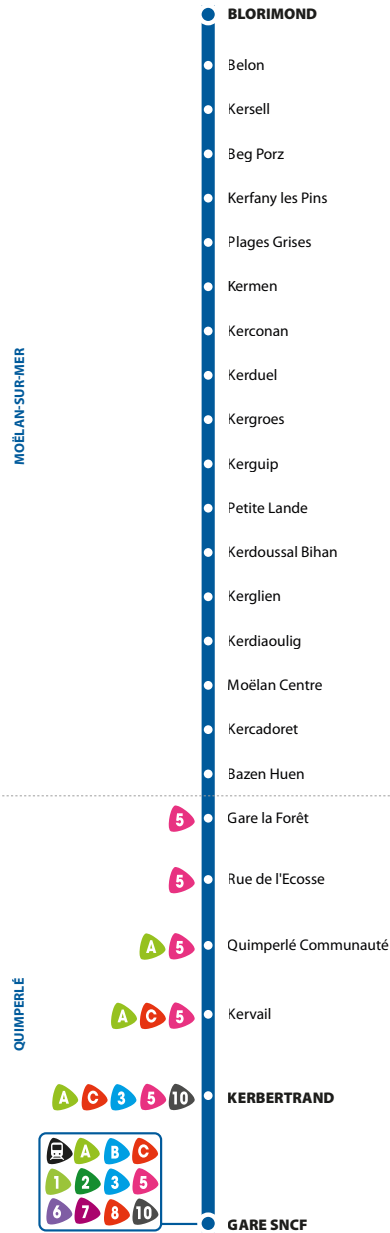 BLORIMOND
Belon
Kersell
Beg Porz
Kerfany les Pins
Plages Grises
Kermen
Kerconan
Kerduel
Kergroes
Kerguip
Petite Lande
Kerdoussal Bihan
Kerglien
Kerdiaoulig
Moëlan Centre
Kercadoret
Bazen Huen
MOËLAN-SUR-MER
5 Gare la Forêt
5 Rue de l'Ecosse
A 5 Quimperlé Communauté
A C 5 Kervail
A C 3 5 10 KERBERTRAND
QUIMPERLÉ
A B C
1 2 3 5
6 7 8 10
GARE SNCF